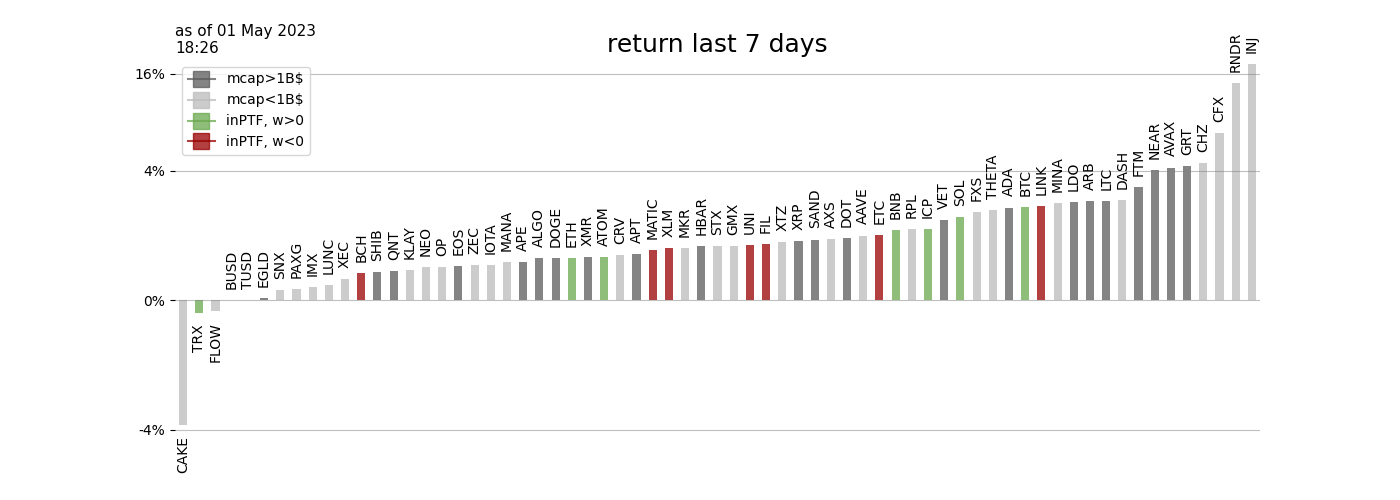 as of 01 May 2023
18:26
return last 7 days
mcap>1B$
mcap<1B$
inPTF, w>0
inPTF, w<0
16%
4%
0%
-4%
CAKE
TRX
FLOW
BUSD
TUSD
EGLD
SNX
PAXG
IMX
LUNC
XEC
BCH
SHIB
QNT
KLAY
NEO
OP
EOS
ZEC
IOTA
MANA
APE
ALGO
DOGE
ETH
XMR
ATOM
CRV
APT
MATIC
XLM
MKR
HBAR
STX
GMX
UNI
FIL
XTZ
XRP
SAND
AXS
DOT
AAVE
ETC
BNB
RPL
ICP
VET
SOL
FXS
THETA
ADA
BTC
LINK
MINA
LDO
ARB
LTC
DASH
FTM
NEAR
AVAX
GRT
CHZ
CFX
RNDR
INJ